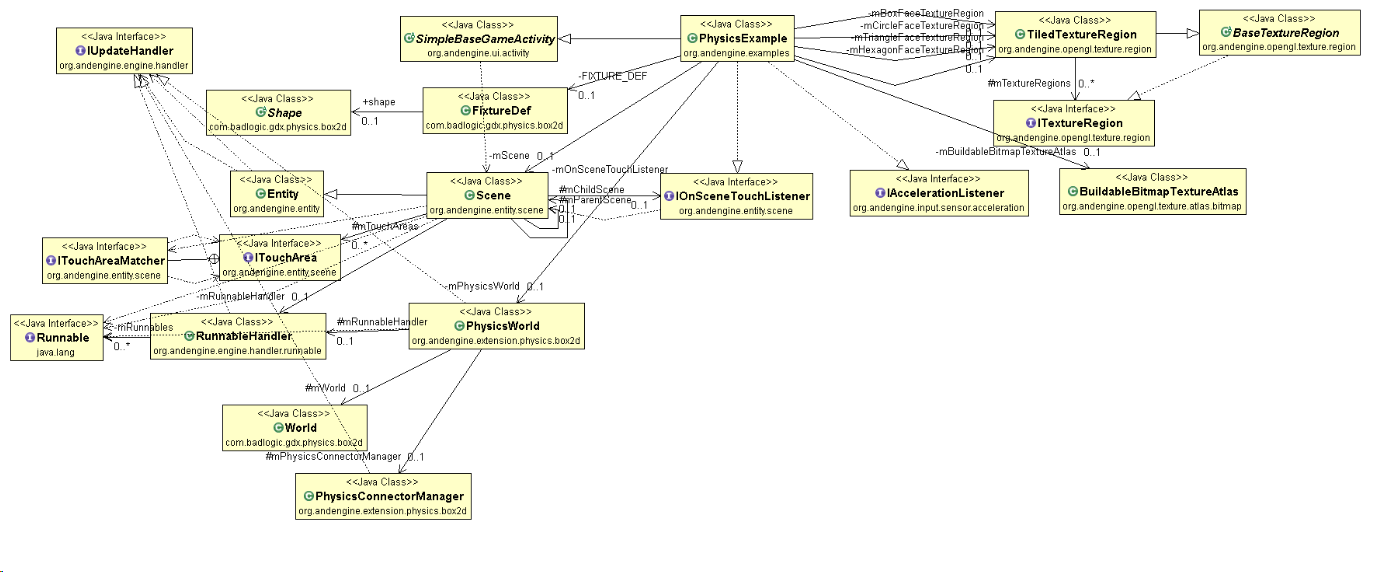 <<Java Interface>>
IUpdateHandler
org.andengine.engine.handler
<<Java Class>>
SimpleBaseGameActivity
org.andengine.ui.activity
<<Java Class>>
PhysicsExample
org.andengine.examples
-mBoxFaceTextureRegion
0..1
-mCircleFaceTextureRegion
0..1
-mTriangleFaceTextureRegion
0..1
-mHexagonFaceTextureRegion
0..1
<<Java Class>>
TiledTextureRegion
org.andengine.opengl.texture.region
<<Java Class>>
BaseTextureRegion
org.andengine.opengl.texture.region
#mTextureRegions 0..*
<<Java Class>>
Shape
com.badlogic.gdx.physics.box2d
+shape
0..1
<<Java Class>>
FixtureDef
com.badlogic.gdx.physics.box2d
-FIXTURE_DEF
0..1
<<Java Interface>>
ITextureRegion
org.andengine.opengl.texture.region
-mBuildableBitmapTextureAtlas 0..1
-mScene 0..1
-mOnSceneTouchListener
0..1
<<Java Class>>
Entity
org.andengine.entity
<<Java Class>>
Scene
org.andengine.entity.scene
#mChildScene
0..1
#mParentScene
0..1
<<Java Interface>>
IOnSceneTouchListener
org.andengine.entity.scene
<<Java Interface>>
IAccelerationListener
org.andengine.input.sensor.acceleration
<<Java Class>>
BuildableBitmapTextureAtlas
org.andengine.opengl.texture.atlas.bitmap
#mTouchAreas
0..*
<<Java Interface>>
ITouchAreaMatcher
org.andengine.entity.scene
<<Java Interface>>
ITouchArea
org.andengine.entity.scene
-mRunnableHandler 0..1
-mPhysicsWorld 0..1
<<Java Interface>>
Runnable
java.lang
-mRunnables
0..*
<<Java Class>>
RunnableHandler
org.andengine.engine.handler.runnable
#mRunnableHandler
0..1
<<Java Class>>
PhysicsWorld
org.andengine.extension.physics.box2d
#mWorld 0..1
<<Java Class>>
World
com.badlogic.gdx.physics.box2d
#mPhysicsConnectorManager 0..1
<<Java Class>>
PhysicsConnectorManager
org.andengine.extension.physics.box2d